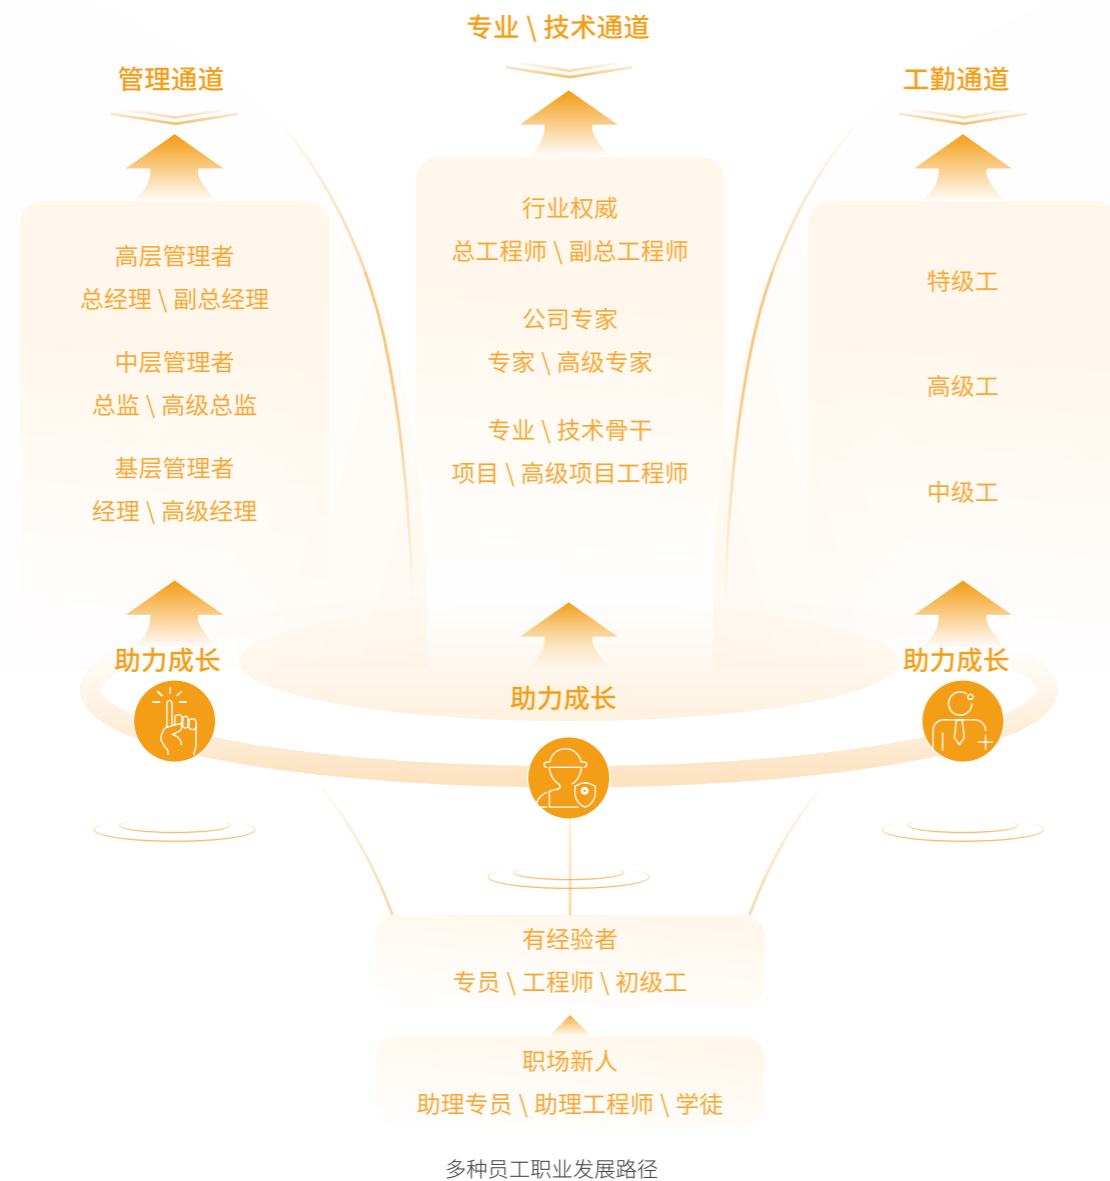 专业 \ 技术通道
管理通道
工勤通道
高层管理者
总经理 \ 副总经理
中层管理者
总监 \ 高级总监
基层管理者
经理 \ 高级经理
行业权威
总工程师 \ 副总工程师
公司专家
专家 \ 高级专家
专业 \ 技术骨干
项目 \ 高级项目工程师
特级工
高级工
中级工
助力成长
助力成长
助力成长
有经验者
专员 \ 工程师 \ 初级工
职场新人
助理专员 \ 助理工程师 \ 学徒
多种员工职业发展路径